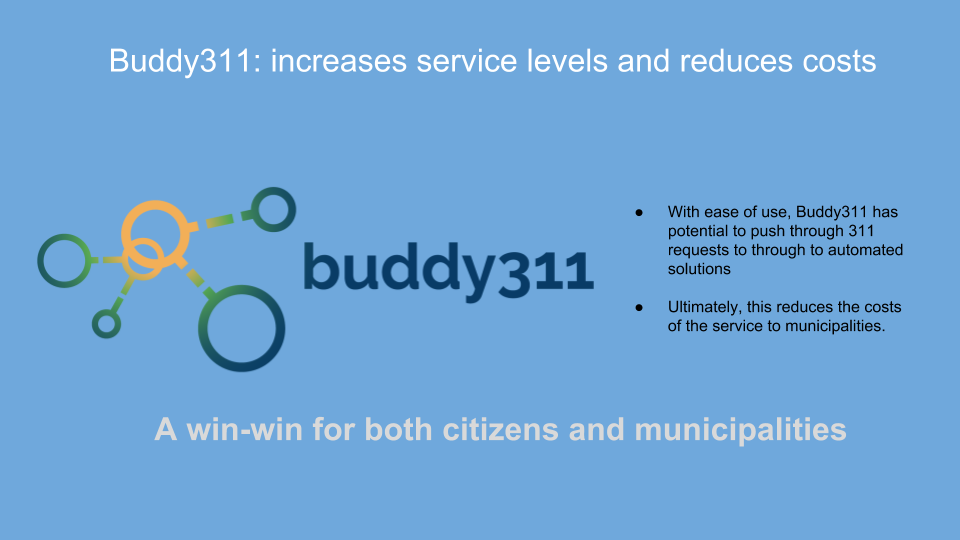 Buddy311: increases service levels and reduces costs
buddy311
● With ease of use, Buddy311 has
potential to push through 311
requests to through to automated
solutions
● Ultimately, this reduces the costs
of the service to municipalities.
A win-win for both citizens and municipalities